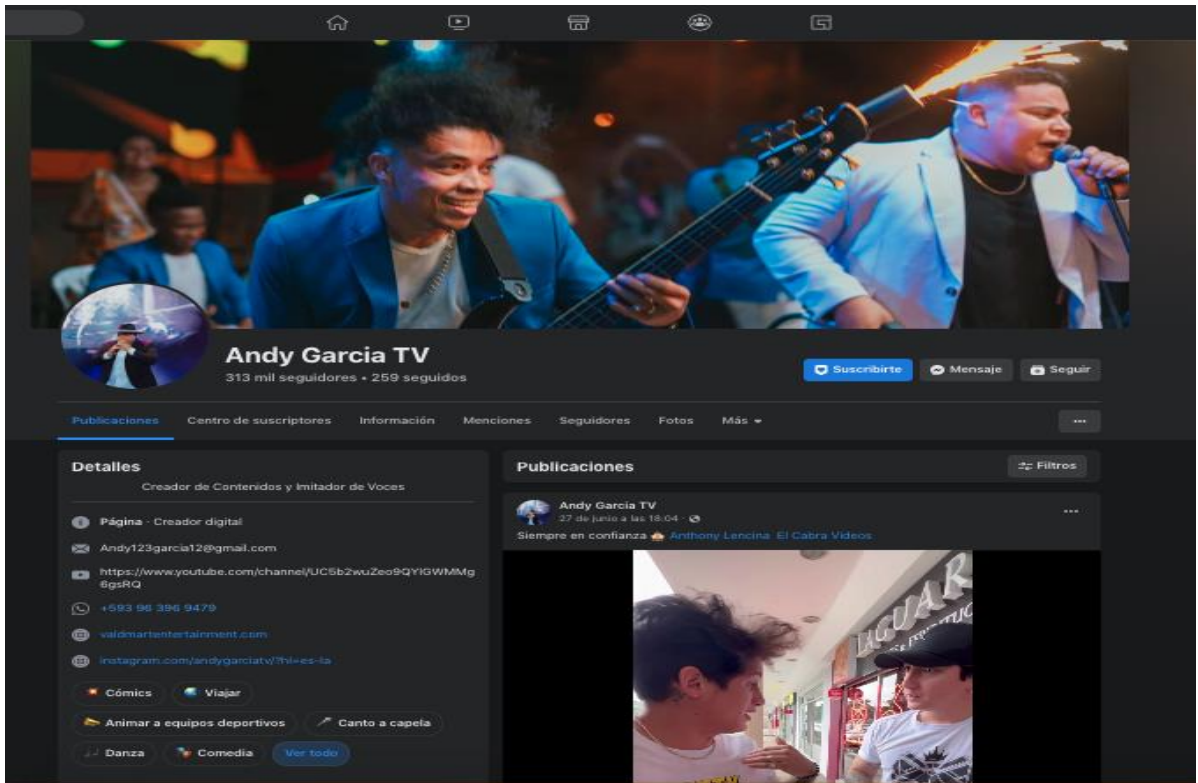 Andy Garcia TV
313 mil seguidores • 259 seguidos
Suscribirte
Mensaje
Seguir
Publicaciones
Centro de suscriptores
Información
Menciones
Seguidores
Fotos
Más
Detalles
Creador de Contenidos y Imitador de Voces
Página · Creador digital
Andy123garcia12@gmail.com
https://www.youtube.com/channel/UC5b2wuZeo9QYIGWMMg
6gsRQ
+593 96 396 9479
valdmartentertainment.com
instagram.com/andygarciatv/?hl=es-la
Cómics
Viajar
Animar a equipos deportivos
Canto a capela
Danza
Comedia
Ver todo
Publicaciones
Filtros
Andy Garcia TV
27 de junio a las 18:04
Siempre en confianza Anthony Lencina El Cabra Videos